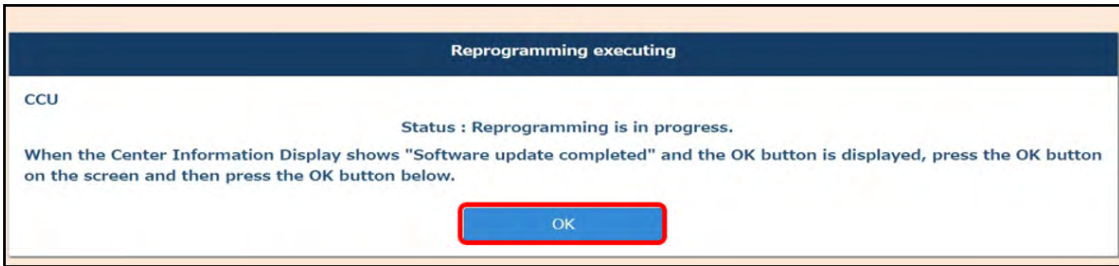 Reprogramming executing
CCU
Status : Reprogramming is in progress.
When the Center Information Display shows "Software update completed" and the OK button is displayed, press the OK button
on the screen and then press the OK button below.
OK